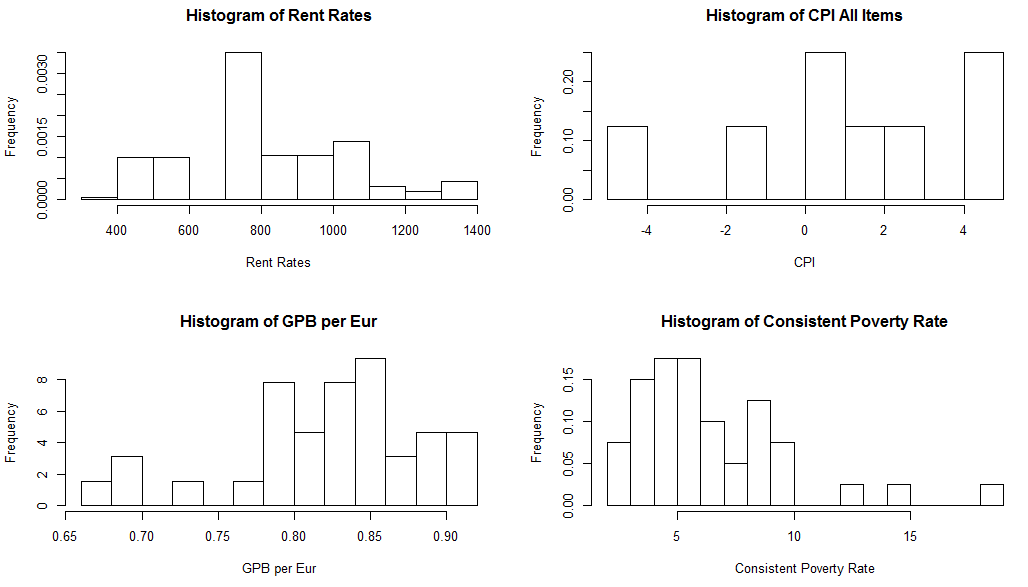 Histogram of Rent Rates
Frequency
0.0000 0.0015 0.0030
400 600 800 1000 1200 1400
Rent Rates
Histogram of CPI All Items
Frequency
0.00 0.10 0.20
-4 -2 0 2 4
CPI
Histogram of GPB per Eur
Frequency
0 2 4 6 8
0.65 0.70 0.75 0.80 0.85 0.90
GPB per Eur
Histogram of Consistent Poverty Rate
Frequency
0.00 0.05 0.10 0.15
5 10 15
Consistent Poverty Rate